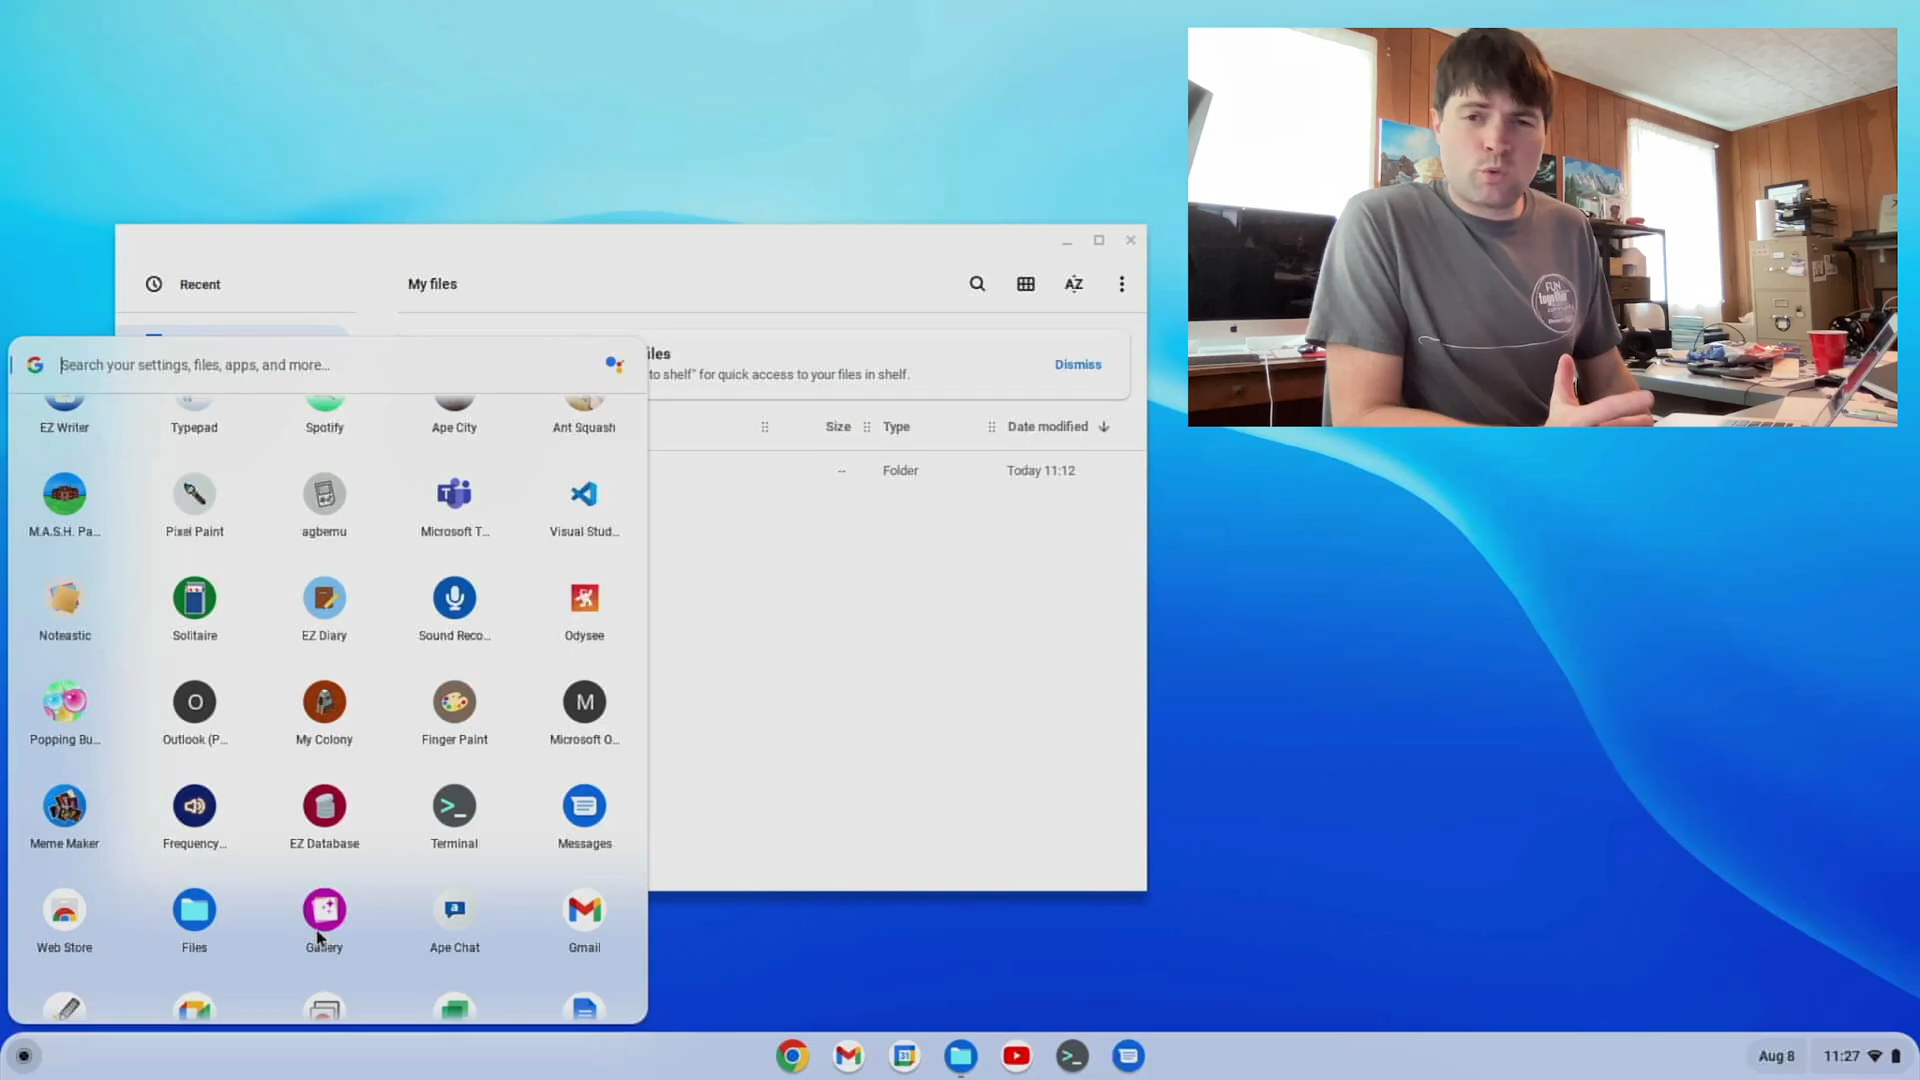 Recent
My files
AZ
Search your settings, files, apps, and more...
iles
to shelf" for quick access to your files in shelf.
Dismiss
Size
Type
Date modified
--
Folder
Today 11:12
EZ Writer
Typepad
Spotify
Ape City
Ant Squash
M.A.S.H. Pa...
Pixel Paint
agbemu
Microsoft T...
Visual Stud...
Noteastic
Solitaire
EZ Diary
Sound Reco...
Odysee
Popping Bu...
O
Outlook (P...
My Colony
Finger Paint
M
Microsoft O...
Meme Maker
Frequency...
EZ Database
>_
Terminal
Messages
Web Store
Files
Gallery
a
Ape Chat
Gmail
31
>_
Aug 8
11:27
FUN
together